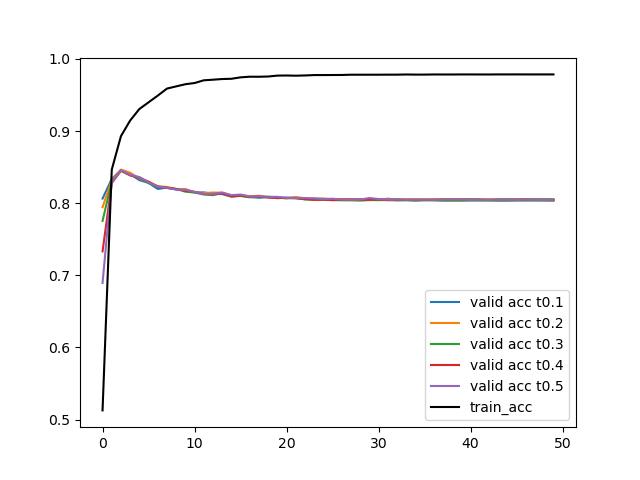 1.0
0.9
0.8
0.7
0.6
0.5
0 10 20 30 40 50
valid acc t0.1
valid acc t0.2
valid acc t0.3
valid acc t0.4
valid acc t0.5
train_acc